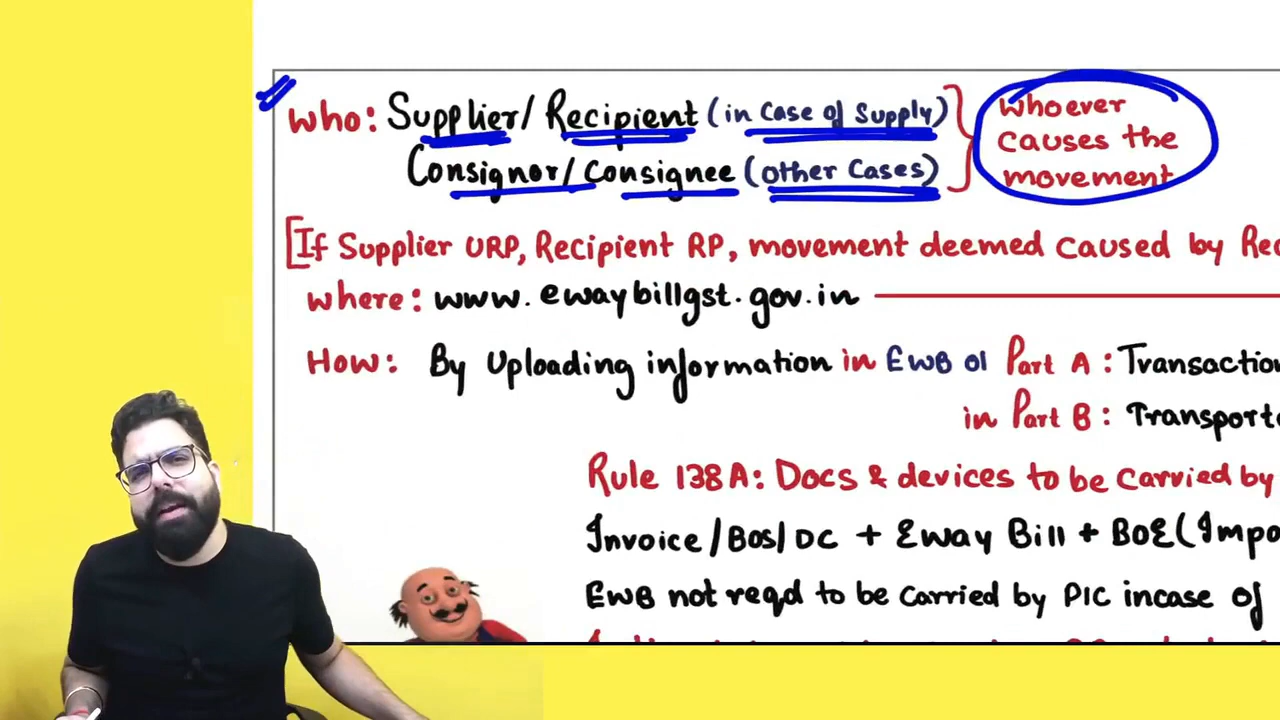 Who: Supplier/ Recipient (in case of Supply)
Consignor/ Consignee (other Cases)
whoever
causes the
movement
[If Supplier URP, Recipient RP, movement deemed caused by Rec
where: www.ewaybillgst.gov.in
How: By Uploading information in EWB 01 Part A : Transaction
in Part B : Transporte
Rule 138A: Docs & devices to be carried by
Invoice/BOS/DC + Eway Bill + BOE(Impo
EWB not reqd to be carried by PIC incase of